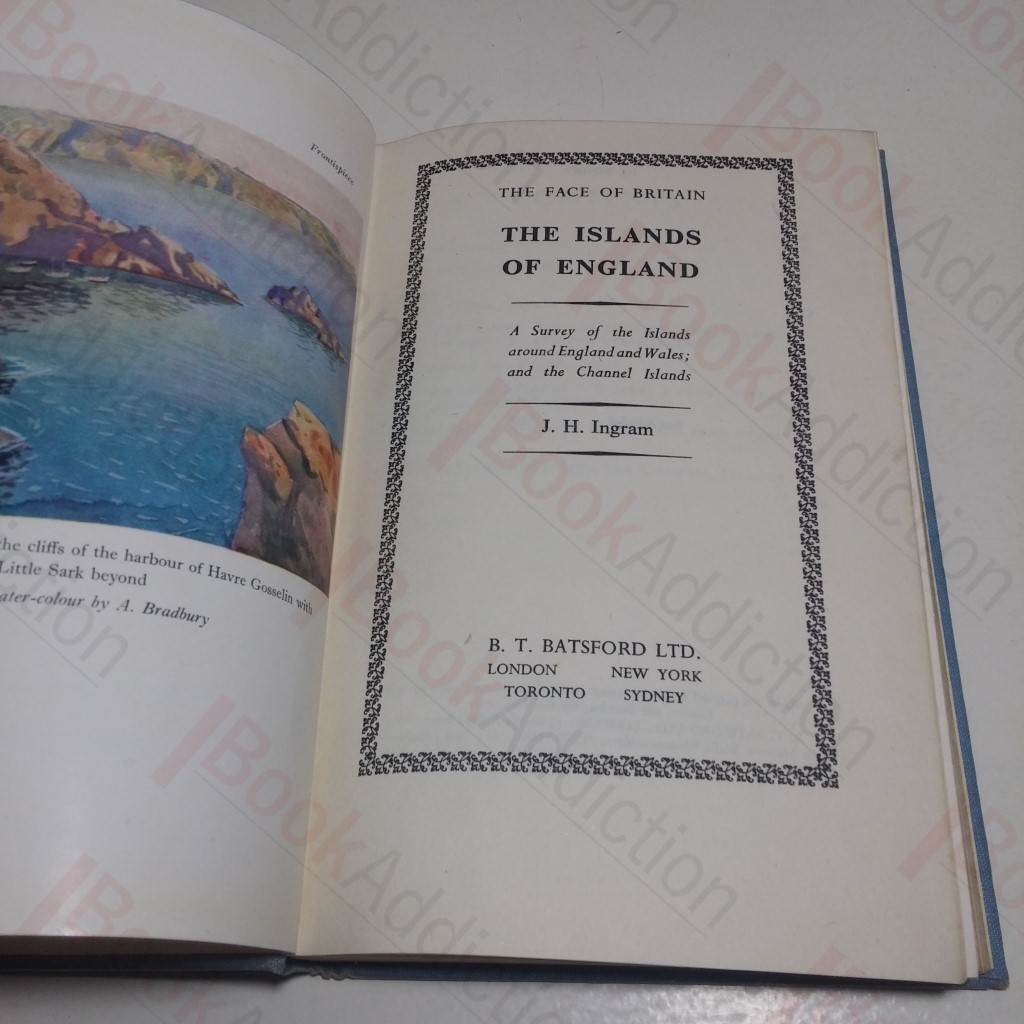 Frontispiece
the cliffs of the harbour of Havre Gosselin with
Little Sark beyond
ater-colour by A. Bradbury
THE FACE OF BRITAIN
THE ISLANDS
OF ENGLAND
A Survey of the Islands
around England and Wales;
and the Channel Islands
J. H. Ingram
B. T. BATSFORD LTD.
LONDON NEW YORK
TORONTO SYDNEY
BookAddiction